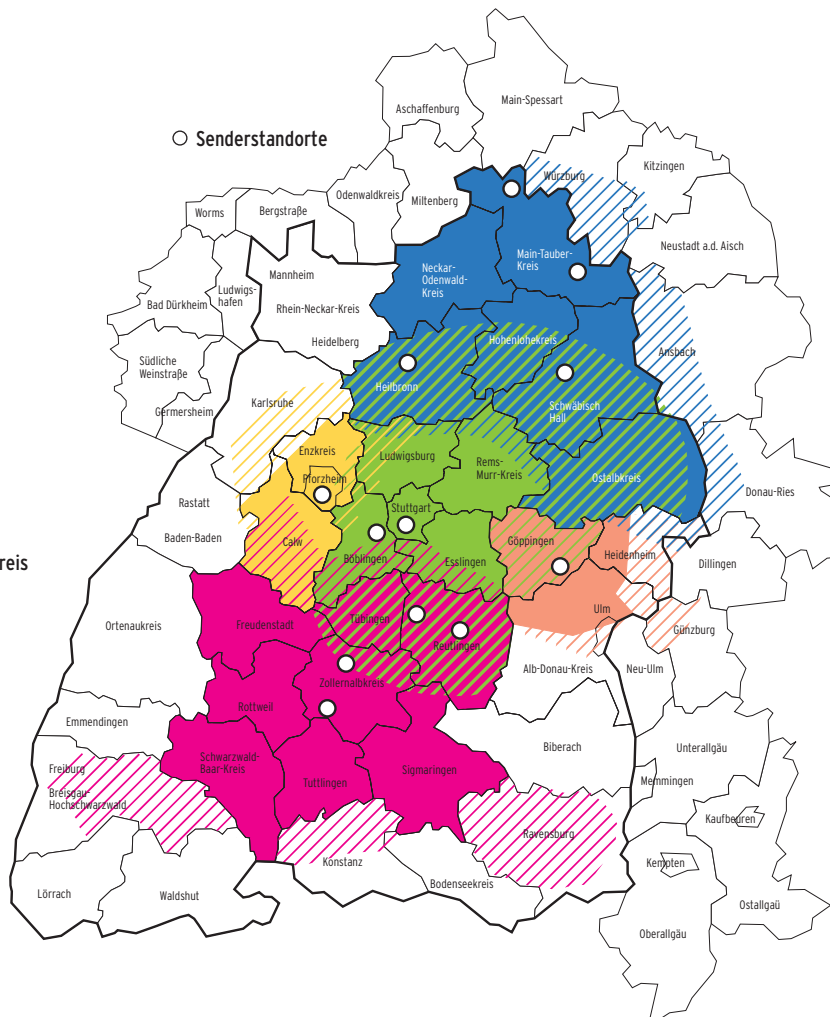 Main-Spessart
Aschaffenburg
Senderstandorte
Kitzingen
Würzburg
Odenwaldkreis
Miltenberg
Worms
Bergstraße
Neustadt a.d. Aisch
Main-Tauber-
Kreis
Neckar-
Odenwald-
Kreis
Mannheim
Ludwigs-
hafen
Bad Dürkheim
Rhein-Neckar-Kreis
Heidelberg
Hohenlohekreis
Ansbach
Südliche
Weinstraße
Heilbronn
Karlsruhe
Germersheim
Schwäbisch
Hall
Enzkreis
Ludwigsburg
Rems-
Murr-Kreis
Pforzheim
Ostalbkreis
Donau-Ries
Rastatt
Stuttgart
Baden-Baden
Calw
Göppingen
Böblingen
Esslingen
Heidenheim
Dillingen
reis
Ulm
Ortenaukreis
Freudenstadt
Tübingen
Reutlingen
Günzburg
Alb-Donau-Kreis
Neu-Ulm
Zollernalbkreis
Rottweil
Emmendingen
Biberach
Unterallgäu
Schwarzwald-
Baar-Kreis
Freiburg
Sigmaringen
Tuttlingen
Memmingen
Breisgau-
Hochschwarzwald
Kaufbeuren
Ravensburg
Konstanz
Kempten
Bodenseekreis
Lörrach
Waldshut
Ostallgaü
Oberallgäu